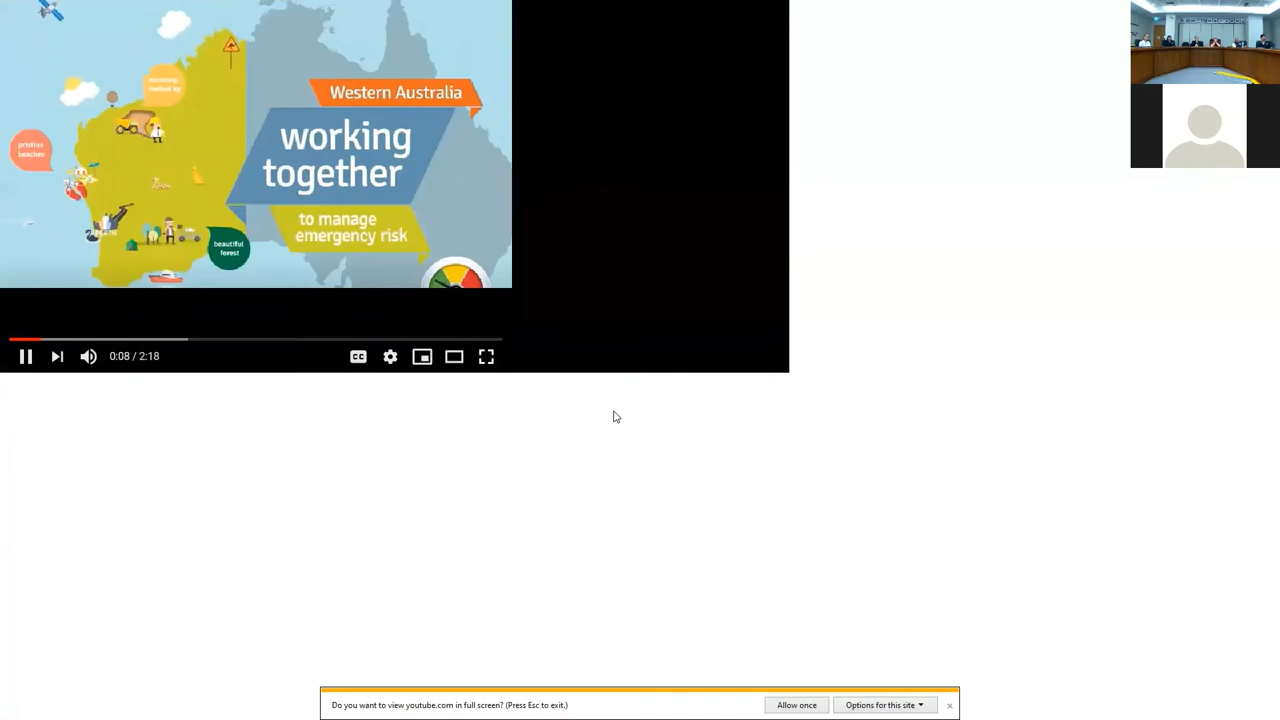 Western Australia
working
together
to manage
emergency risk
pristine
beaches
beautiful
forest
0:08 / 2:18
CC
Do you want to view youtube.com in full screen? (Press Esc to exit.)
Allow once
Options for this site